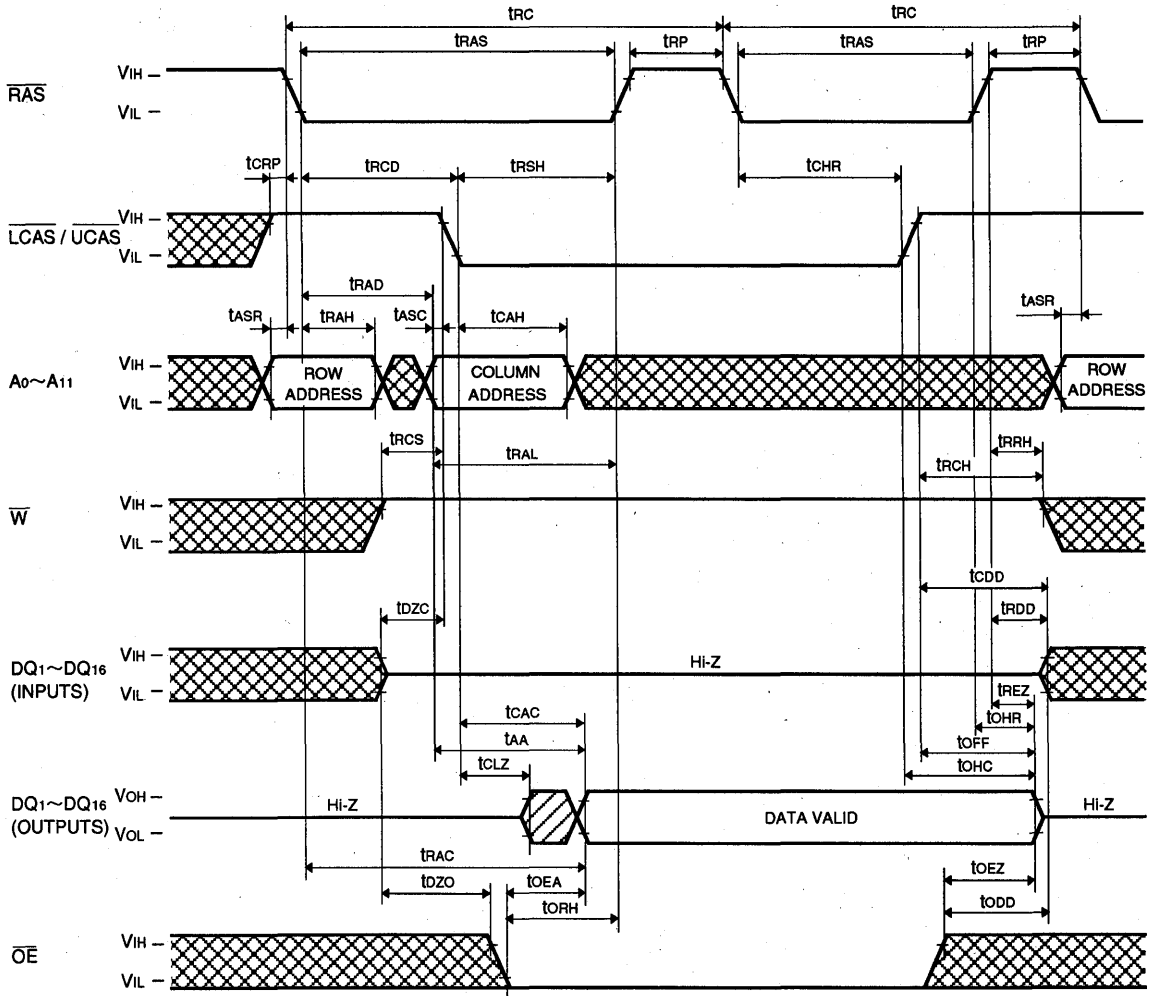 tRC tRC
tRAS tRP tRAS tRP
RAS VIH
VIL
tCRP tRCD tRSH tCHR
LCAS / UCAS VIH
VIL
tRAD
tASR tRAH tASC tCAH tASR
A0~A11 VIH
VIL
ROW ADDRESS
COLUMN ADDRESS
ROW ADDRESS
tRCS tRRH
tRAL tRCH
W VIH
VIL
tCDD
tDZC tRDD
DQ1~DQ16 (INPUTS) VIH
VIL
Hi-Z
tREZ
tCAC tOHR
tAA tOFF
tCLZ tOHC
DQ1~DQ16 (OUTPUTS) VOH
VOL
Hi-Z DATA VALID Hi-Z
tRAC
tDZO tOEA tOEZ
tORH tODD
OE VIH
VIL